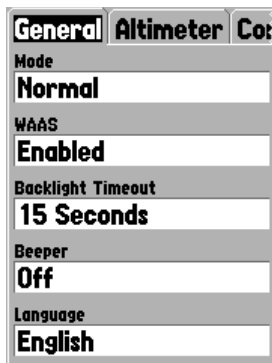 General Altimeter
Mode
Normal
WAAS
Enabled
Backlight Timeout
15 Seconds
Beeper
Off
Language
English